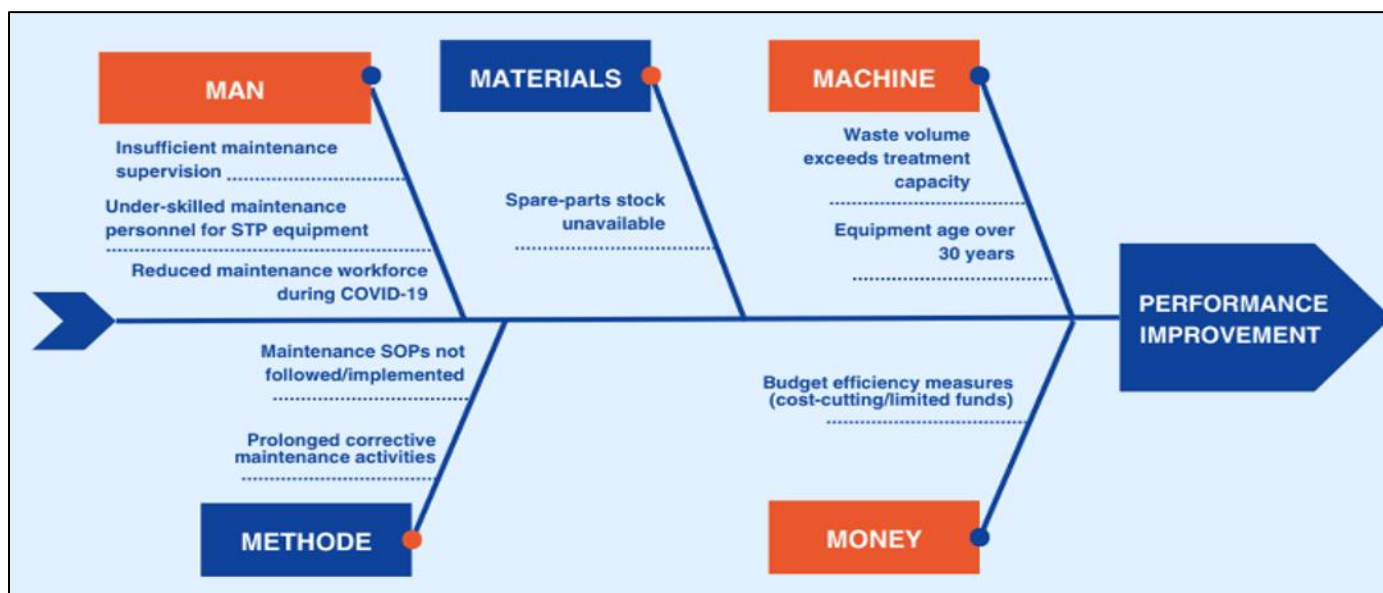 MAN
Insufficient maintenance
supervision
Under-skilled maintenance
personnel for STP equipment
Reduced maintenance workforce
during COVID-19
MATERIALS
Spare-parts stock
unavailable
MACHINE
Waste volume
exceeds treatment
capacity
Equipment age over
30 years
PERFORMANCE
IMPROVEMENT
Maintenance SOPs not
followed/implemented
Prolonged corrective
maintenance activities
METHODE
Budget efficiency measures
(cost-cutting/limited funds)
MONEY